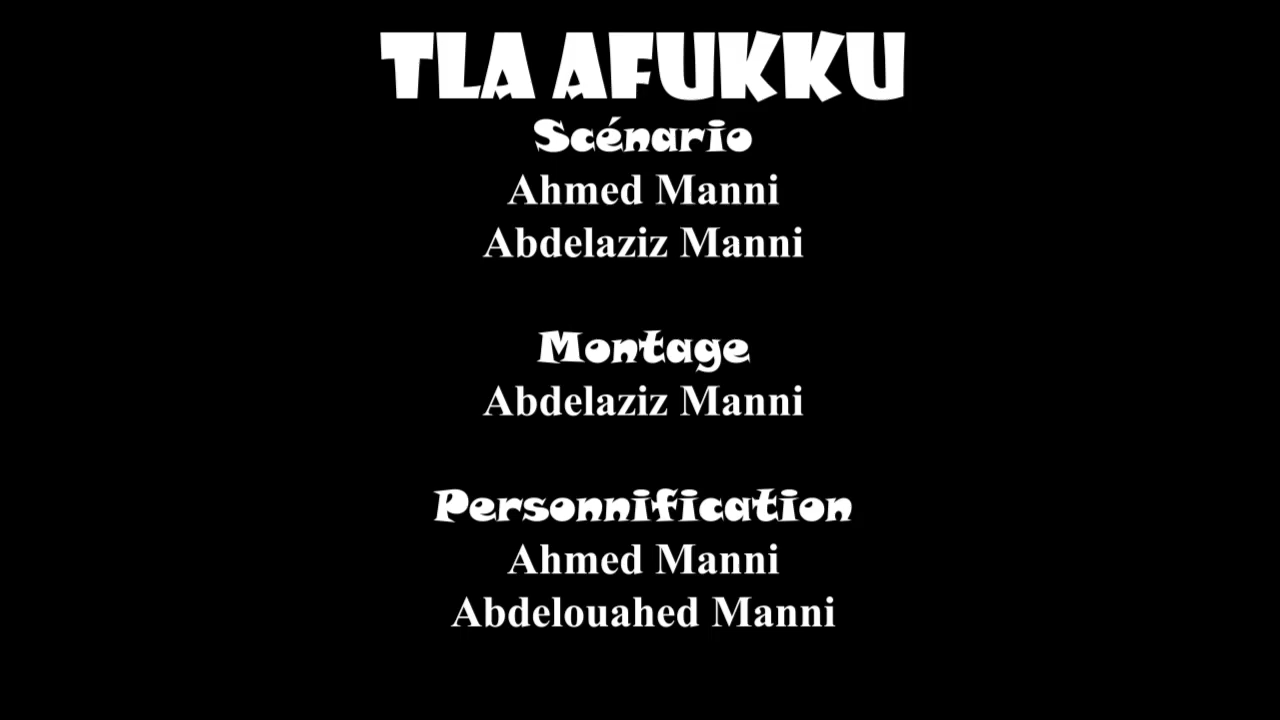 TLA AFUKKU
Scénario
Ahmed Manni
Abdelaziz Manni
Montage
Abdelaziz Manni
Personnification
Ahmed Manni
Abdelouahed Manni